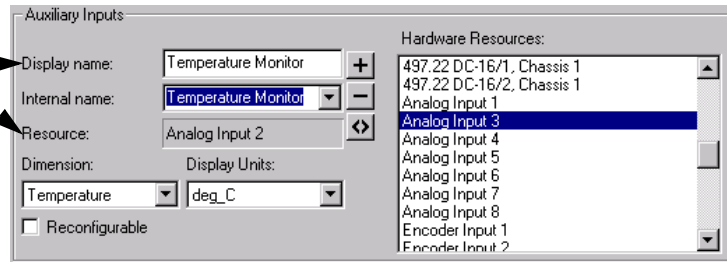 Auxiliary Inputs
Display name:
Temperature Monitor
Internal name:
Temperature Monitor
Resource:
Analog Input 2
Dimension:
Display Units:
Temperature
deg_C
Reconfigurable
Hardware Resources:
497.22 DC-16/1, Chassis 1
497.22 DC-16/2, Chassis 1
Analog Input 1
Analog Input 3
Analog Input 4
Analog Input 5
Analog Input 6
Analog Input 7
Analog Input 8
Encoder Input 1
Encoder Input 2